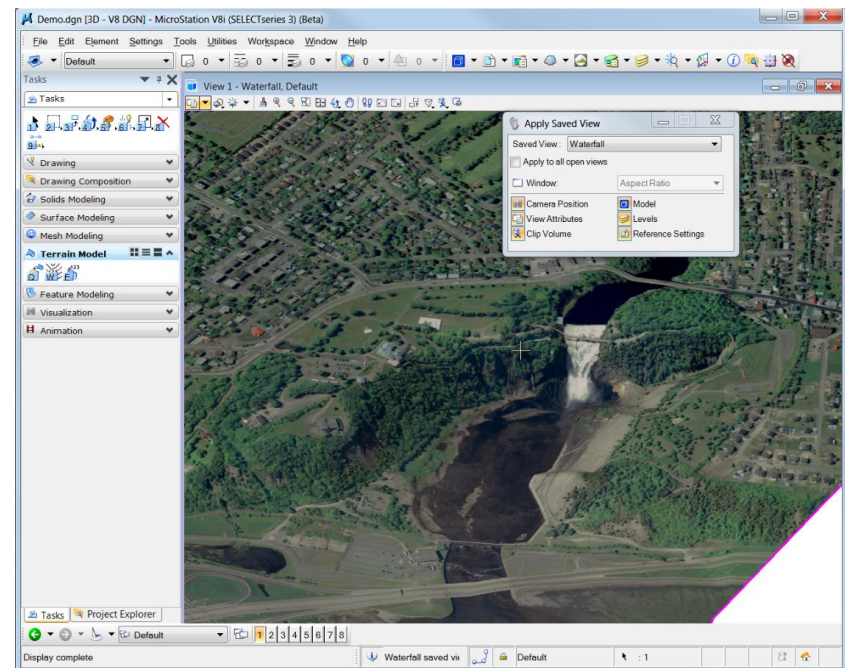 Demo.dgn [3D - V8 DGN] - MicroStation V8i (SELECTseries 3) (Beta)
File Edit Element Settings Tools Utilities Workspace Window Help
Default 0 0 0 0 0
Tasks
View 1 - Waterfall, Default
Tasks
Apply Saved View
Saved View: Waterfall
Apply to all open views
Window: Aspect Ratio
Camera Position Model
View Attributes Levels
Clip Volume Reference Settings
Drawing
Drawing Composition
Solids Modeling
Surface Modeling
Mesh Modeling
Terrain Model
Feature Modeling
Visualization
Animation
Tasks Project Explorer
Default 1 2 3 4 5 6 7 8
Display complete Waterfall saved vie Default : 1